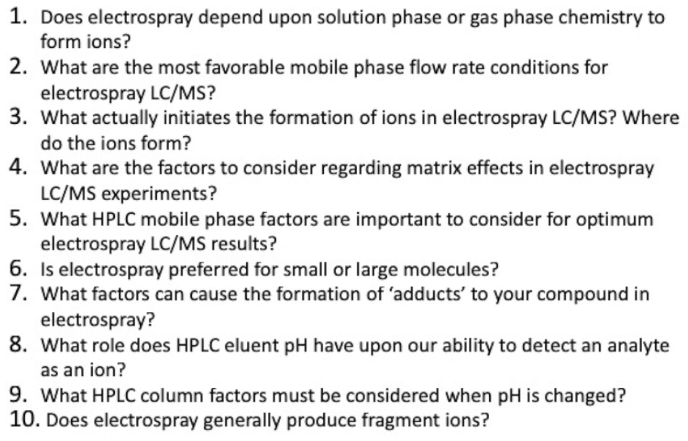 1. Does electrospray depend upon solution phase or gas phase chemistry to
form ions?
2. What are the most favorable mobile phase flow rate conditions for
electrospray LC/MS?
3. What actually initiates the formation of ions in electrospray LC/MS? Where
do the ions form?
4. What are the factors to consider regarding matrix effects in electrospray
LC/MS experiments?
5. What HPLC mobile phase factors are important to consider for optimum
electrospray LC/MS results?
6. Is electrospray preferred for small or large molecules?
7. What factors can cause the formation of ‘adducts’ to your compound in
electrospray?
8. What role does HPLC eluent pH have upon our ability to detect an analyte
as an ion?
9. What HPLC column factors must be considered when pH is changed?
10. Does electrospray generally produce fragment ions?